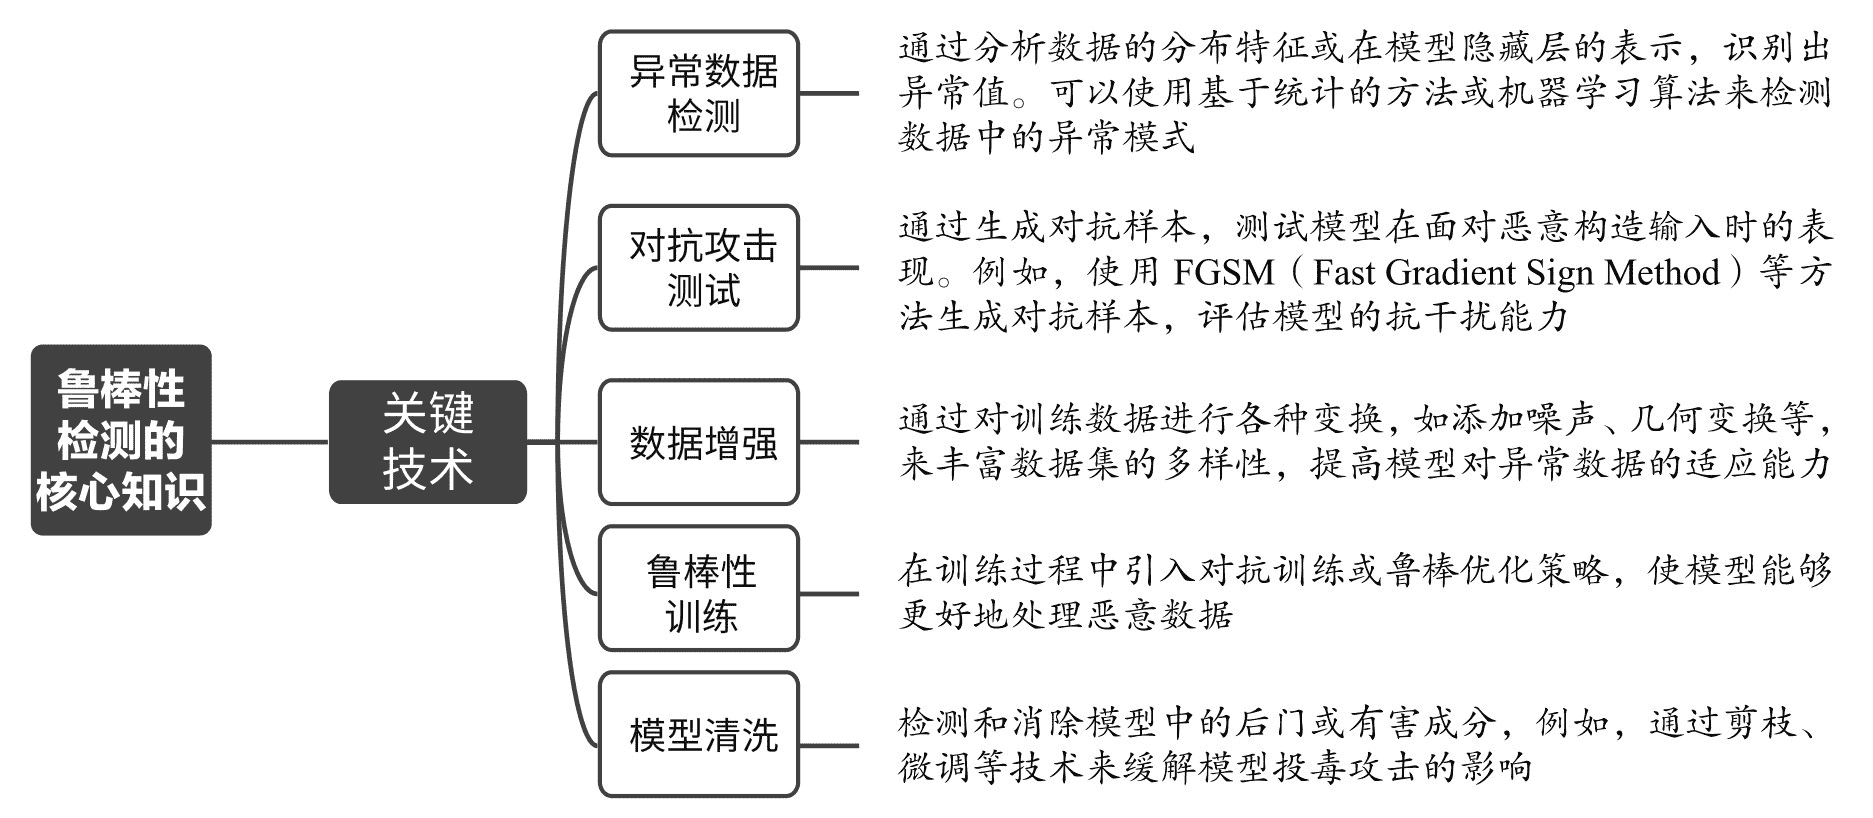 鲁棒性
检测的
核心知识
关键
技术
异常数据
检测
通过分析数据的分布特征或在模型隐藏层的表示，识别出
异常值。可以使用基于统计的方法或机器学习算法来检测
数据中的异常模式
对抗攻击
测试
通过生成对抗样本，测试模型在面对恶意构造输入时的表
现。例如，使用 FGSM（Fast Gradient Sign Method）等方
法生成对抗样本，评估模型的抗干扰能力
数据增强
通过对训练数据进行各种变换，如添加噪声、几何变换等，
来丰富数据集的多样性，提高模型对异常数据的适应能力
鲁棒性
训练
在训练过程中引入对抗训练或鲁棒优化策略，使模型能够
更好地处理恶意数据
模型清洗
检测和消除模型中的后门或有害成分，例如，通过剪枝、
微调等技术来缓解模型投毒攻击的影响